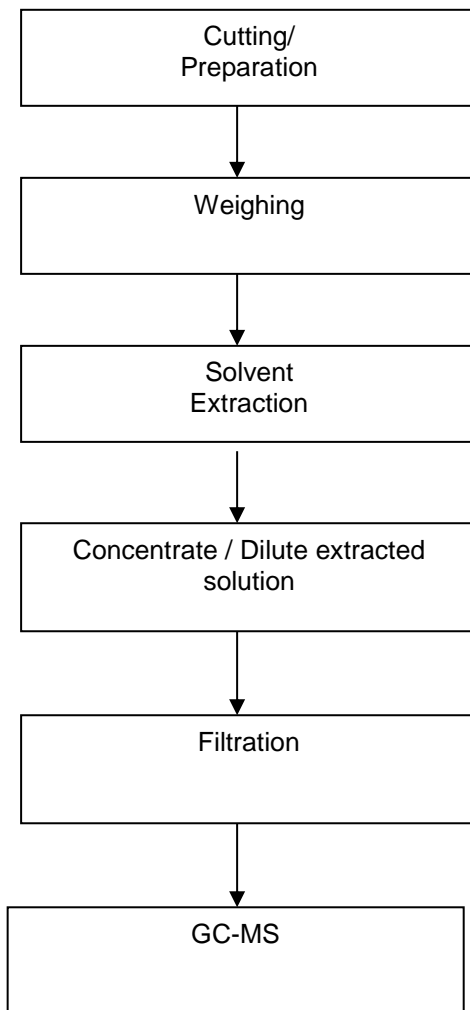 Cutting/
Preparation
Weighing
Solvent
Extraction
Concentrate / Dilute extracted
solution
Filtration
GC-MS